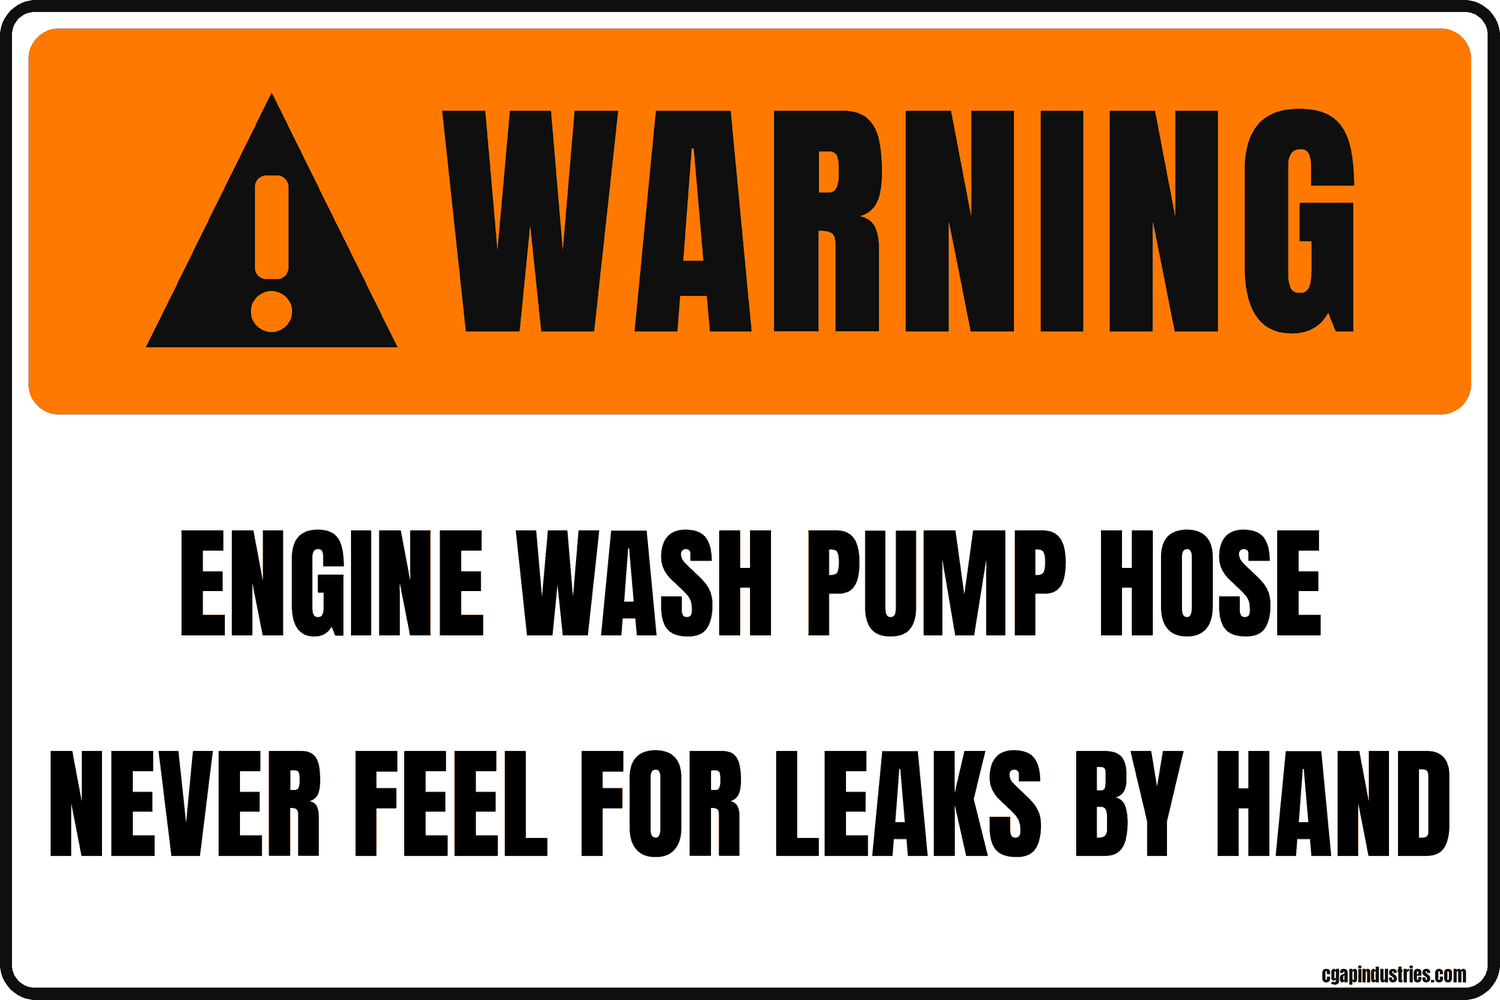 WARNING
ENGINE WASH PUMP HOSE
NEVER FEEL FOR LEAKS BY HAND
cgapindustries.com